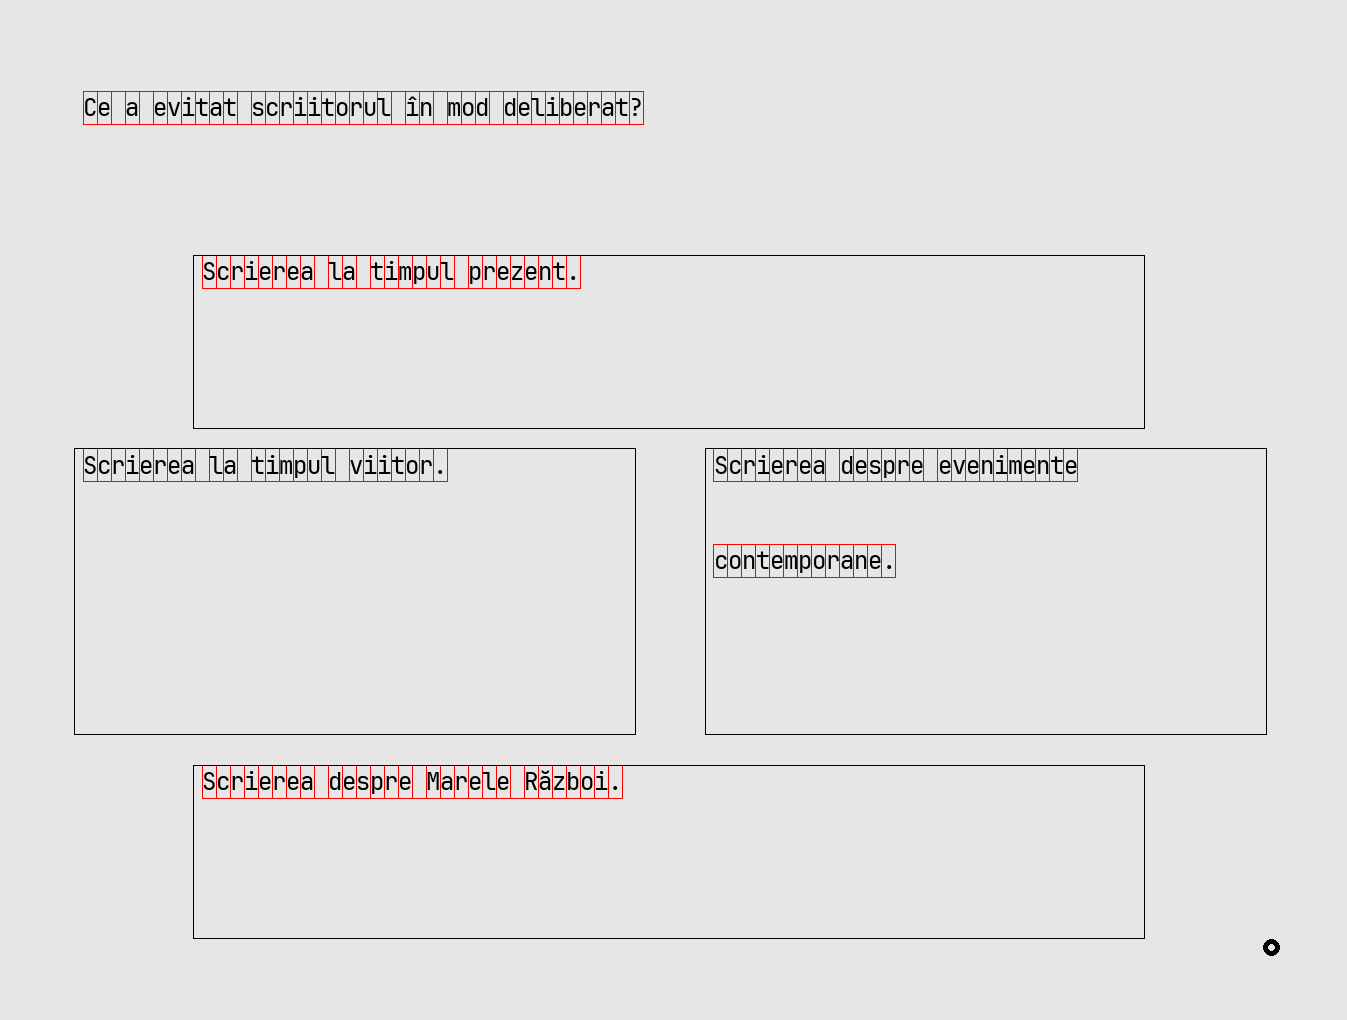 Ce a evitat scriitorul în mod deliberat?
Scrierea la timpul prezent.
Scrierea la timpul viitor.
Scrierea despre evenimente
contemporane.
Scrierea despre Marele Război.